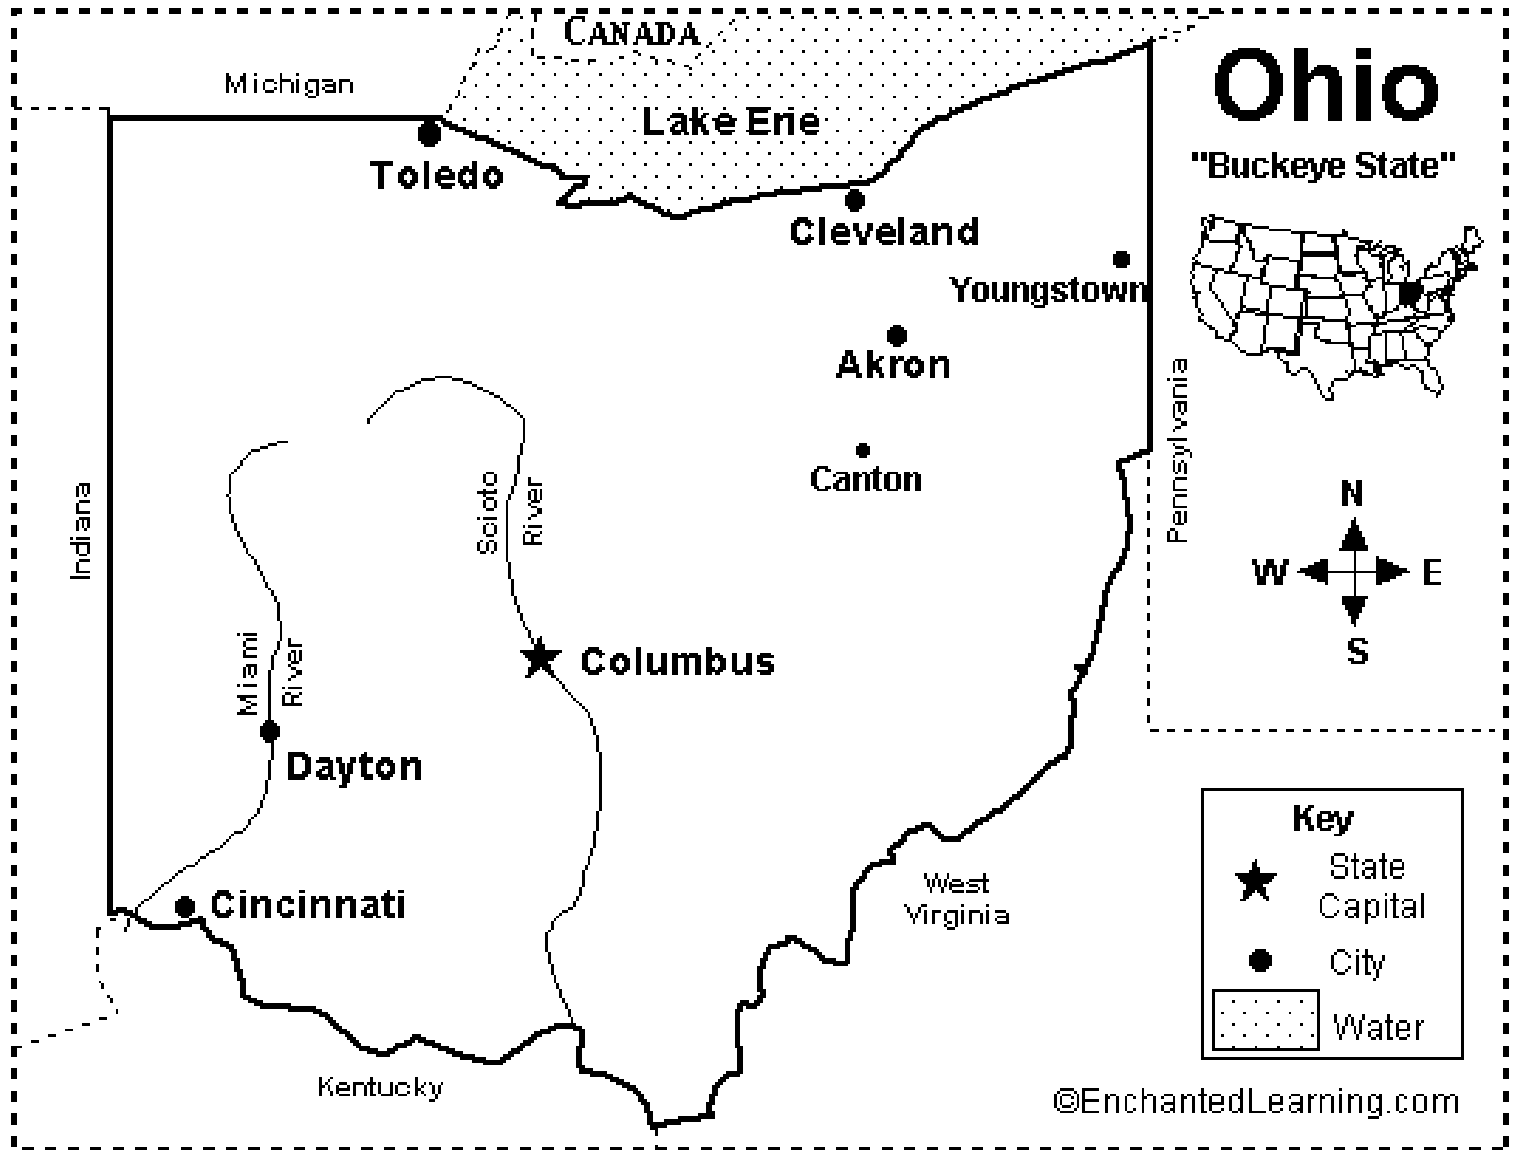 CANADA
Michigan
Lake Erie
Ohio
"Buckeye State"
Toledo
Cleveland
Youngstown
Akron
Canton
Pennsylvania
Indiana
Scioto
River
N
W E
S
Miami
River
Columbus
Dayton
Cincinnati
West
Virginia
Kentucky
Key
State
Capital
City
Water
©EnchantedLearning.com